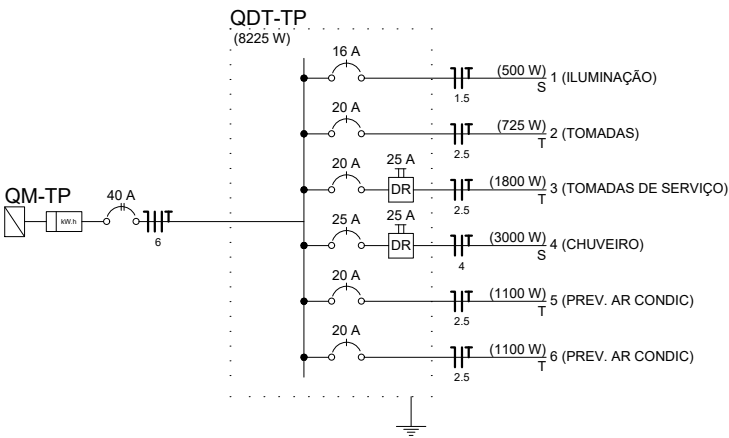 QDT-TP
(8225 W)
16 A
(500 W)
S
1 (ILUMINAÇÃO)
1.5
20 A
(725 W)
T
2 (TOMADAS)
2.5
20 A
25 A
DR
(1800 W)
T
3 (TOMADAS DE SERVIÇO)
2.5
QM-TP
kW.h
40 A
6
25 A
25 A
DR
(3000 W)
S
4 (CHUVEIRO)
4
20 A
(1100 W)
T
5 (PREV. AR CONDIC)
2.5
20 A
(1100 W)
T
6 (PREV. AR CONDIC)
2.5